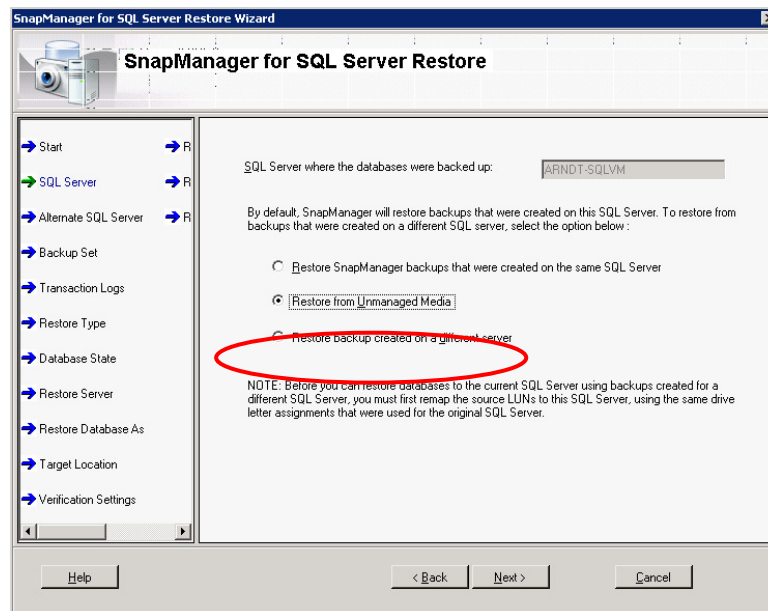 SnapManager for SQL Server Restore Wizard
SnapManager for SQL Server Restore
Start
R
SQL Server
R
Alternate SQL Server
R
Backup Set
Transaction Logs
Restore Type
Database State
Restore Server
Restore Database As
Target Location
Verification Settings
SQL Server where the databases were backed up:
ARNDT-SQLVM
By default, SnapManager will restore backups that were created on this SQL Server. To restore from
backups that were created on a different SQL server, select the option below :
Restore SnapManager backups that were created on the same SQL Server
Restore from Unmanaged Media
Restore backup created on a different server
NOTE: Before you can restore databases to the current SQL Server using backups created for a
different SQL Server, you must first remap the source LUNs to this SQL Server, using the same drive
letter assignments that were used for the original SQL Server.
Help
< Back
Next >
Cancel